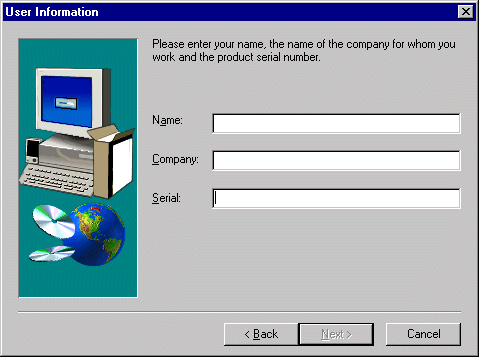 User Information
Please enter your name, the name of the company for whom you
work and the product serial number.
Name:
Company:
Serial:
< Back
Next >
Cancel